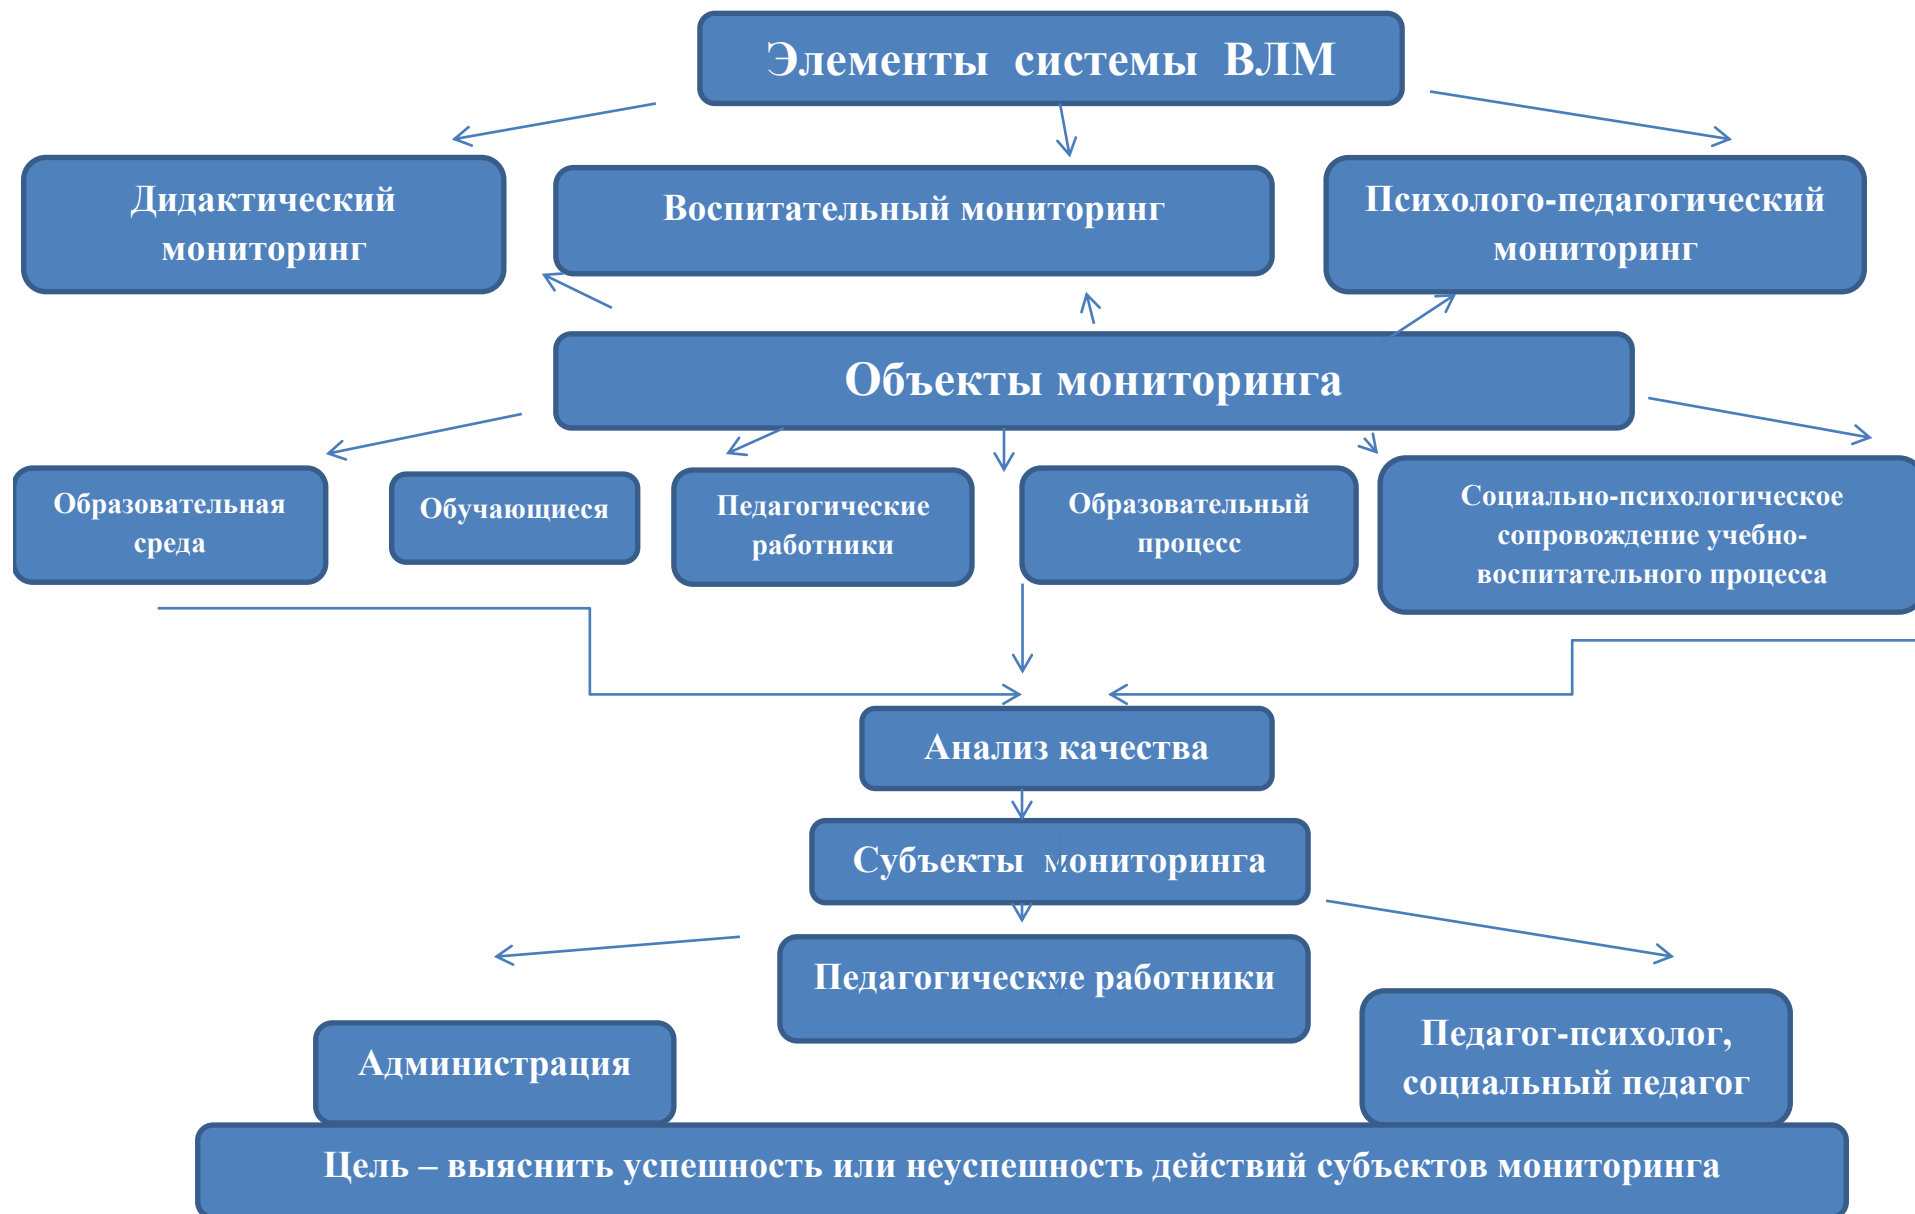 Элементы системы ВЛМ
Дидактический
мониторинг
Воспитательный мониторинг
Психолого-педагогический
мониторинг
Объекты мониторинга
Образовательная
среда
Обучающиеся
Педагогические
работники
Образовательный
процесс
Социально-психологическое
сопровождение учебно-
воспитательного процесса
Анализ качества
Субъекты мониторинга
Педагогические работники
Администрация
Педагог-психолог,
социальный педагог
Цель – выяснить успешность или неуспешность действий субъектов мониторинга